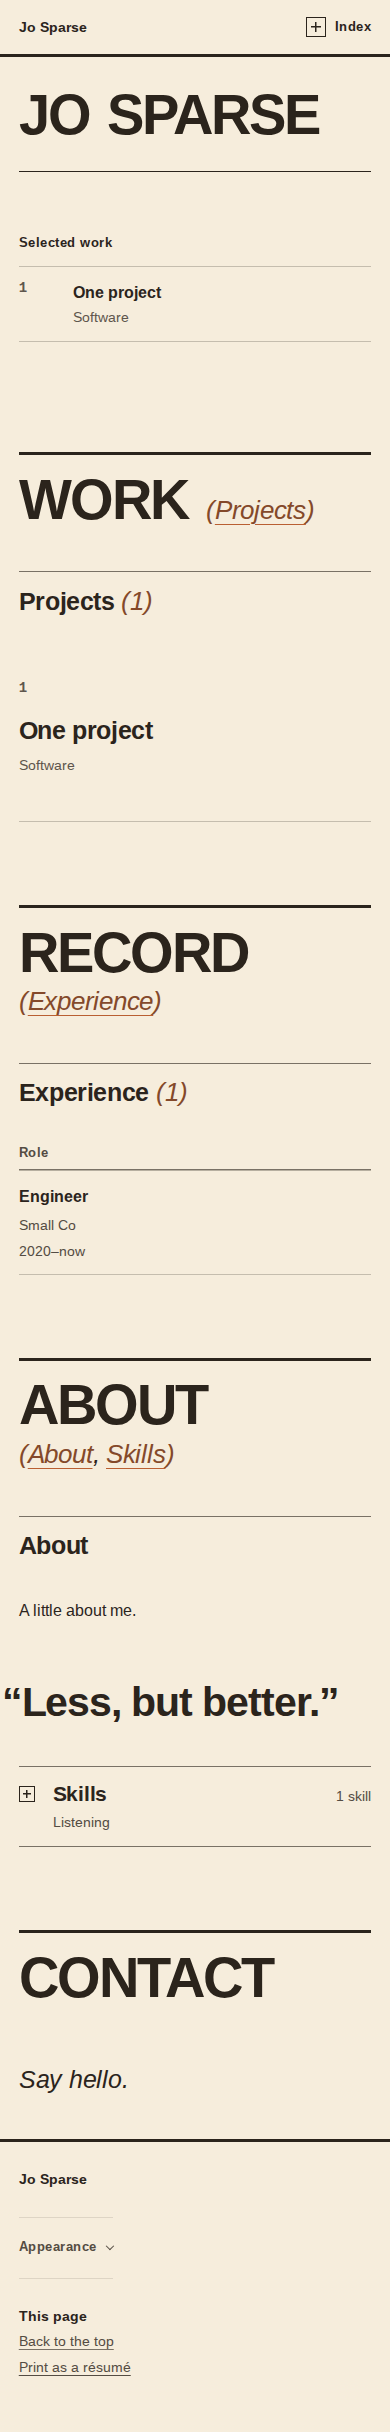 Jo Sparse
Index
JO SPARSE
Selected work
1
One project
Software
WORK (Projects)
Projects (1)
1
One project
Software
RECORD
(Experience)
Experience (1)
Role
Engineer
Small Co
2020–now
ABOUT
(About, Skills)
About
A little about me.
“Less, but better.”
Skills
1 skill
Listening
CONTACT
Say hello.
Jo Sparse
Appearance
This page
Back to the top
Print as a résumé